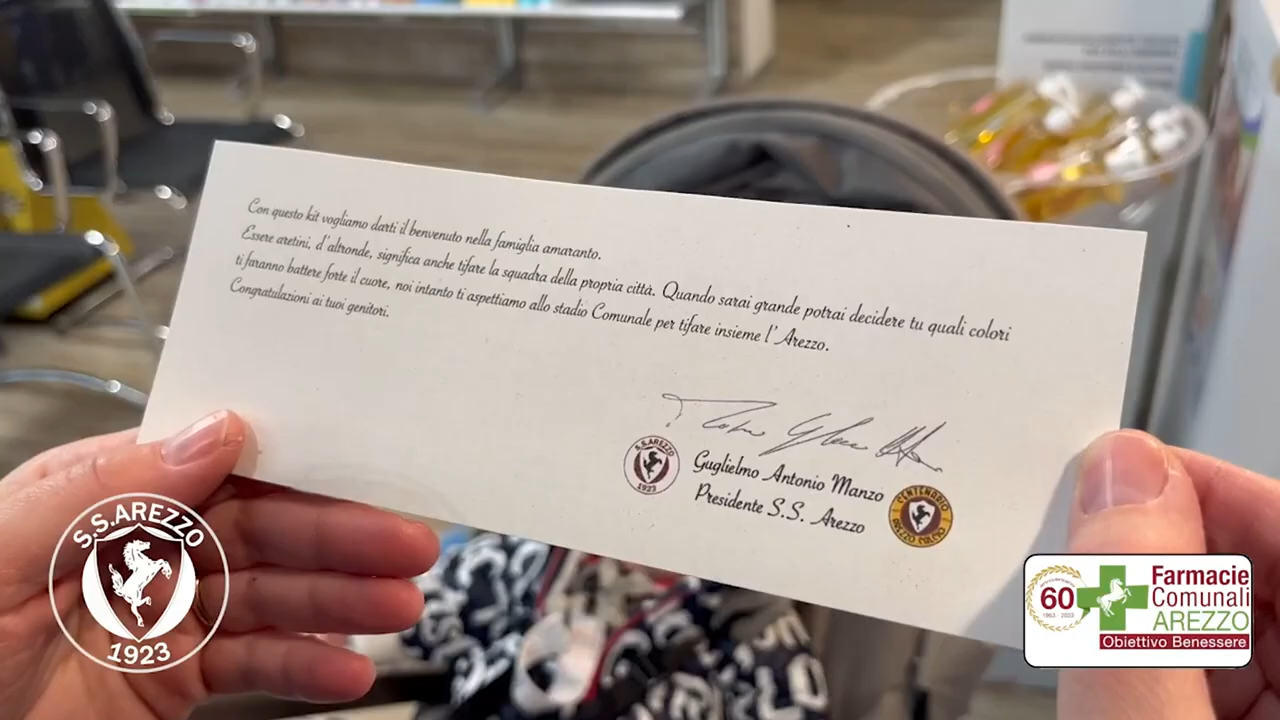 Con questo kit vogliamo darti il benvenuto nella famiglia amaranto.
Essere aretini, d'altronde, significa anche tifare la squadra della propria città. Quando sarai grande potrai decidere tu quali colori
ti faranno battere forte il cuore, noi intanto ti aspettiamo allo stadio Comunale per tifare insieme l'Arezzo.
Congratulazioni ai tuoi genitori.
S.S.AREZZO
1923
Guglielmo Antonio Manzo
Presidente S.S. Arezzo
CENTENARIO
S.S.AREZZO
1923
60
1963 - 2023
Farmacie
Comunali
AREZZO
Obiettivo Benessere